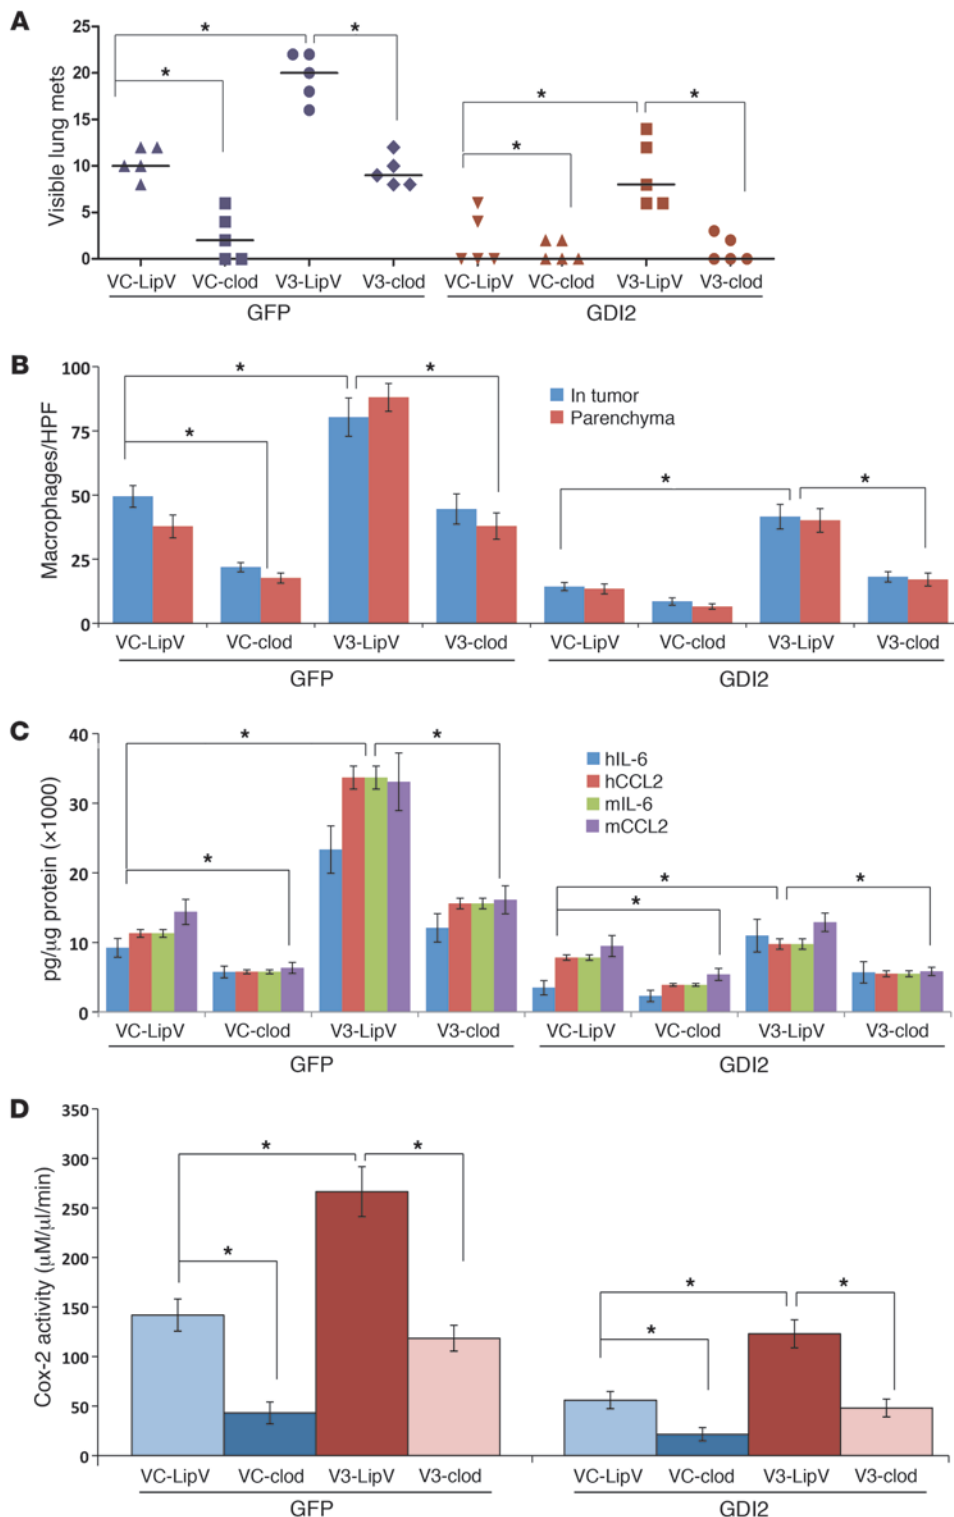 A
Visible lung mets
25
20
15
10
5
0
* * * * * *
VC-LipV VC-clod V3-LipV V3-clod VC-LipV VC-clod V3-LipV V3-clod
GFP GDI2
B
Macrophages/HPF
100
75
50
25
0
* * * * *
In tumor
Parenchyma
VC-LipV VC-clod V3-LipV V3-clod VC-LipV VC-clod V3-LipV V3-clod
GFP GDI2
C
pg/μg protein (×1000)
40
30
20
10
0
* * * * * *
hIL-6
hCCL2
mIL-6
mCCL2
VC-LipV VC-clod V3-LipV V3-clod VC-LipV VC-clod V3-LipV V3-clod
GFP GDI2
D
Cox-2 activity (μM/μl/min)
350
300
250
200
150
100
50
0
* * * * * *
VC-LipV VC-clod V3-LipV V3-clod VC-LipV VC-clod V3-LipV V3-clod
GFP GDI2